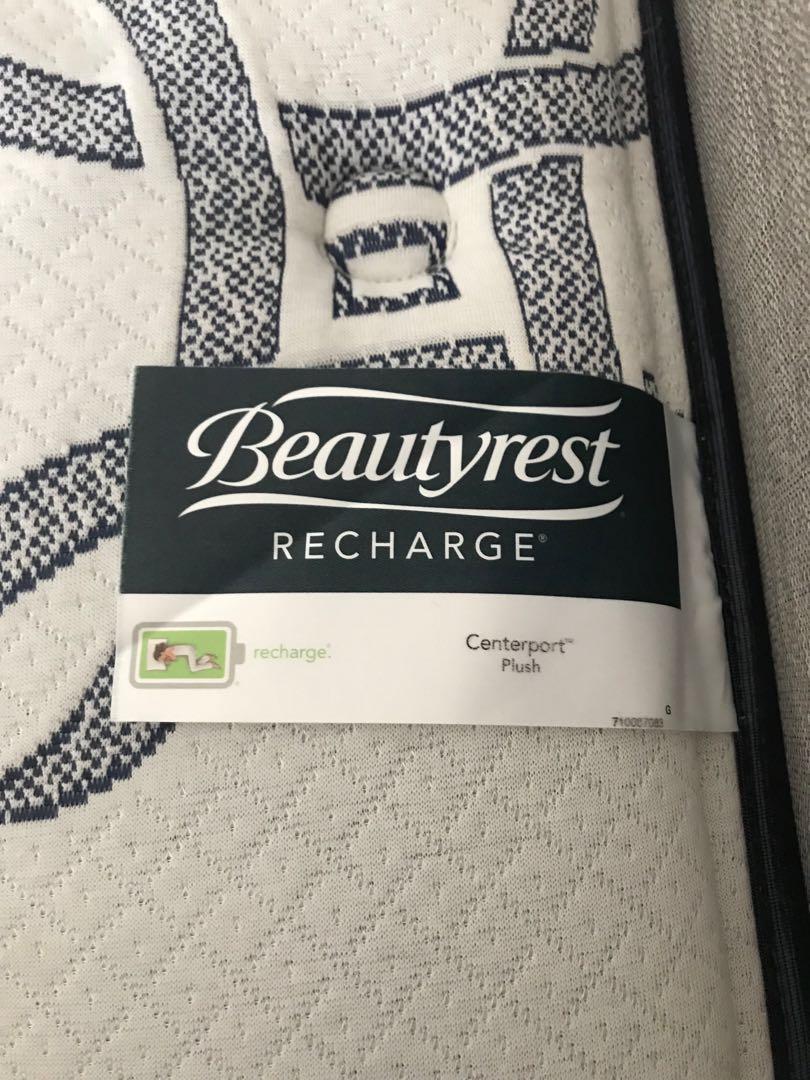 Beautyrest
RECHARGE®
recharge.®
Centerport™
Plush
G